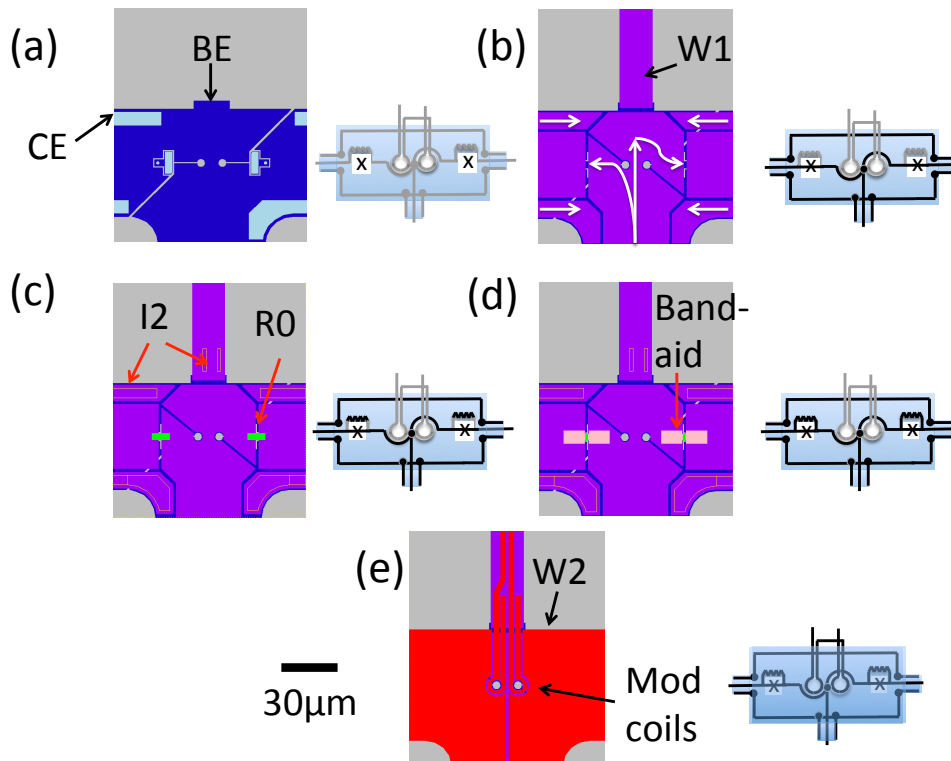 (a)
BE
CE
X
X
(b)
W1
X
X
(c)
I2
R0
X
X
(d)
Band-
aid
X
X
(e)
W2
30μm
Mod
coils
X
X